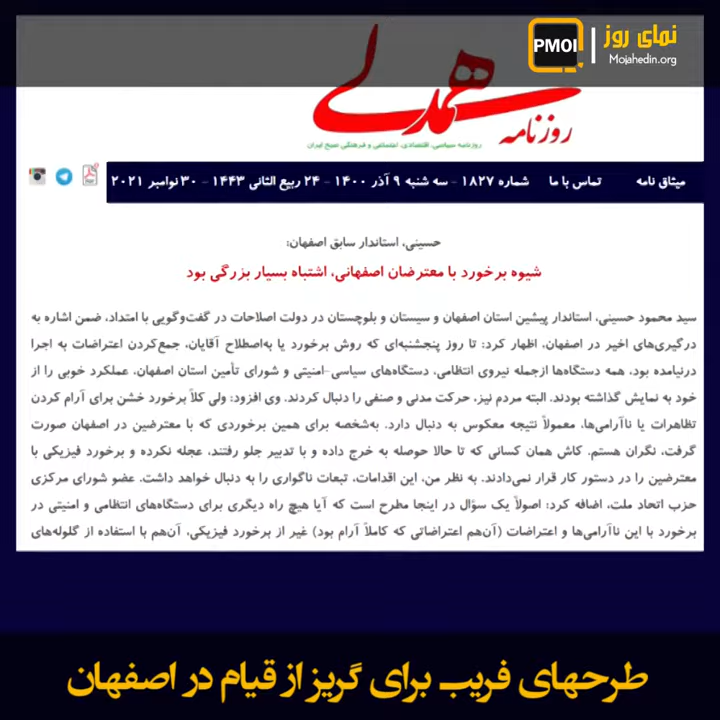 نمای روز
PMOI
Mojahedin.org
روزنامه همدلی
روزنامه سیاسی، اقتصادی، اجتماعی و فرهنگی صبح ایران
میثاق نامه تماس با ما شماره ۱۸۲۷ - سه شنبه ۹ آذر ۱۴۰۰ - ۲۴ ربیع الثانی ۱۴۴۳ - ۳۰ نوامبر ۲۰۲۱
حسینی، استاندار سابق اصفهان:
شیوه برخورد با معترضان اصفهانی، اشتباه بسیار بزرگی بود
سید محمود حسینی، استاندار پیشین استان اصفهان و سیستان و بلوچستان در دولت اصلاحات در گفت‌وگویی با امتداد، ضمن اشاره به
درگیری‌های اخیر در اصفهان، اظهار کرد: تا روز پنجشنبه‌ای که روش برخورد یا به‌اصطلاح آقایان، جمع‌کردن اعتراضات به اجرا
درنیامده بود، همه دستگاه‌ها ازجمله نیروی انتظامی، دستگاه‌های سیاسی-امنیتی و شورای تأمین استان اصفهان، عملکرد خوبی را از
خود به نمایش گذاشته بودند. البته مردم نیز، حرکت مدنی و صنفی را دنبال کردند. وی افزود: ولی کلاً برخورد خشن برای آرام کردن
تظاهرات یا ناآرامی‌ها، معمولاً نتیجه معکوس به دنبال دارد. به‌شخصه برای همین برخوردی که با معترضین در اصفهان صورت
گرفت، نگران هستم. کاش همان کسانی که تا حالا حوصله به خرج داده و با تدبیر جلو رفتند، عجله نکرده و برخورد فیزیکی با
معترضین را در دستور کار قرار نمی‌دادند. به نظر من، این اقدامات، تبعات ناگواری را به دنبال خواهد داشت. عضو شورای مرکزی
حزب اتحاد ملت، اضافه کرد: اصولاً یک سؤال در اینجا مطرح است که آیا هیچ راه دیگری برای دستگاه‌های انتظامی و امنیتی در
برخورد با این ناآرامی‌ها و اعتراضات (آن‌هم اعتراضاتی که کاملاً آرام بود) غیر از برخورد فیزیکی، آن‌هم با استفاده از گلوله‌های
طرحهای فریب برای گریز از قیام در اصفهان